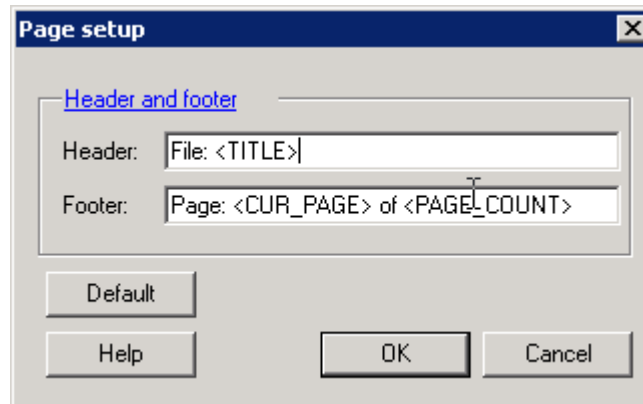 Page setup
Header and footer
Header: File: <TITLE>
Footer: Page: <CUR_PAGE> of <PAGE_COUNT>
Default
Help OK Cancel